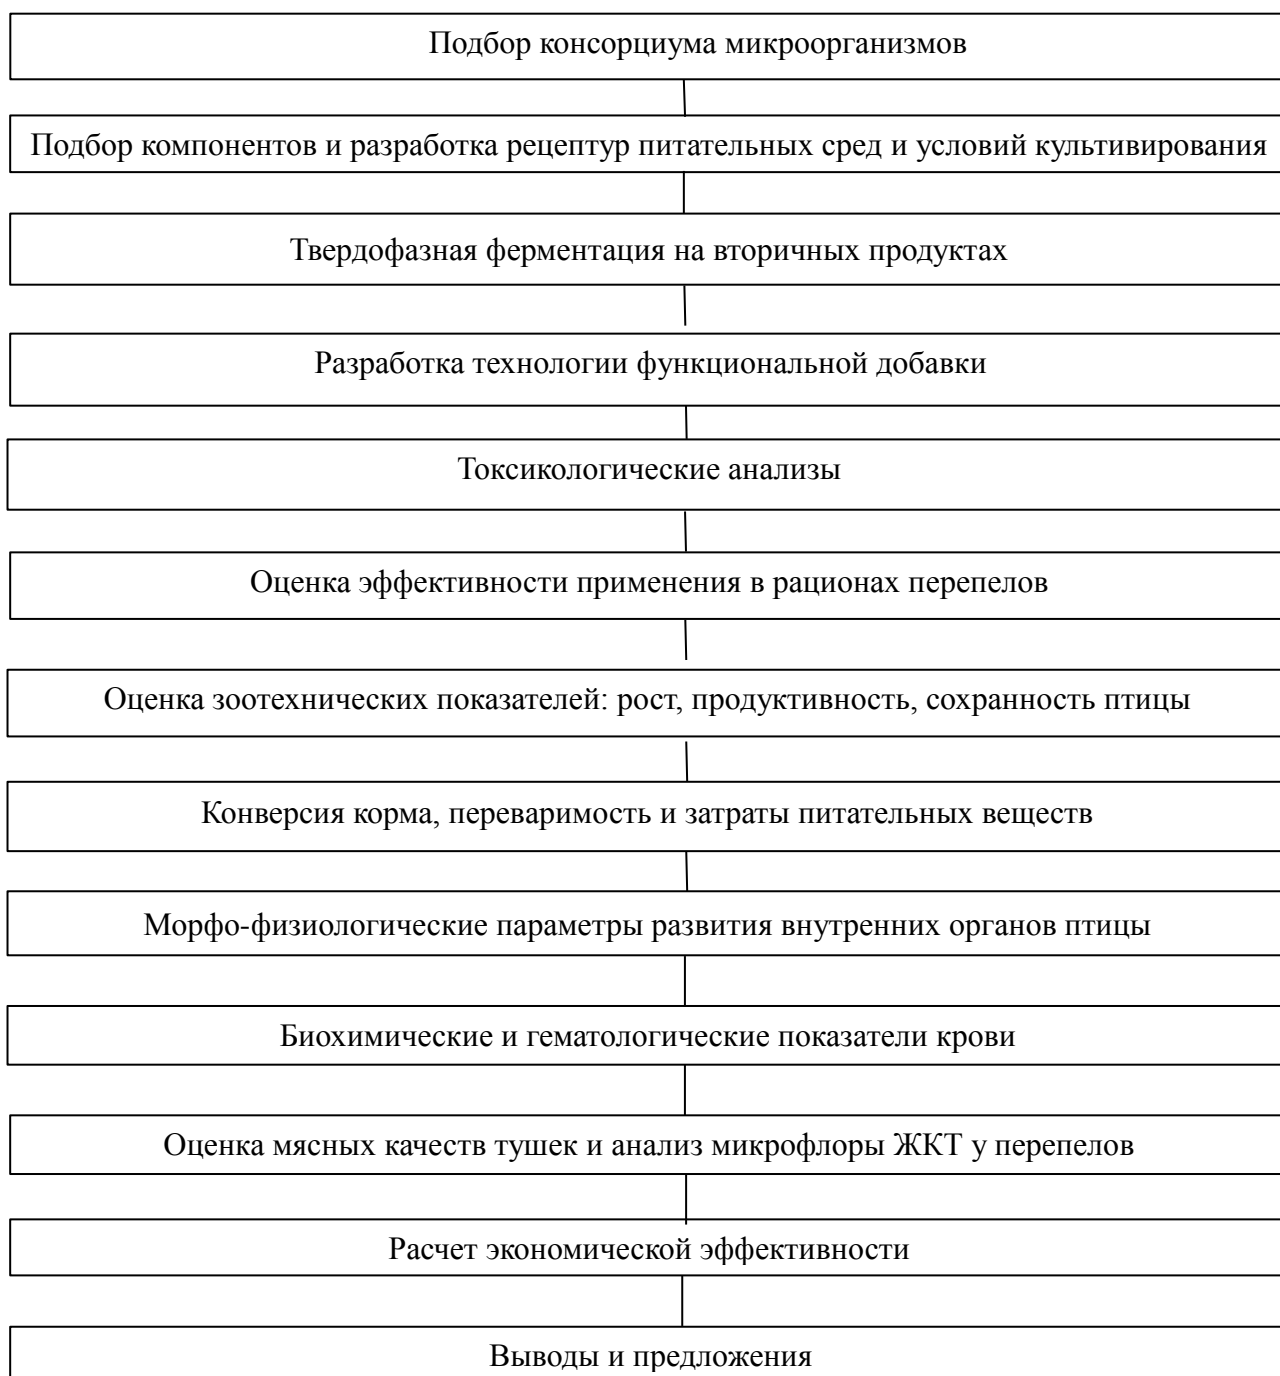 Подбор консорциума микроорганизмов
Подбор компонентов и разработка рецептур питательных сред и условий культивирования
Твердофазная ферментация на вторичных продуктах
Разработка технологии функциональной добавки
Токсикологические анализы
Оценка эффективности применения в рационах перепелов
Оценка зоотехнических показателей: рост, продуктивность, сохранность птицы
Конверсия корма, переваримость и затраты питательных веществ
Морфо-физиологические параметры развития внутренних органов птицы
Биохимические и гематологические показатели крови
Оценка мясных качеств тушек и анализ микрофлоры ЖКТ у перепелов
Расчет экономической эффективности
Выводы и предложения